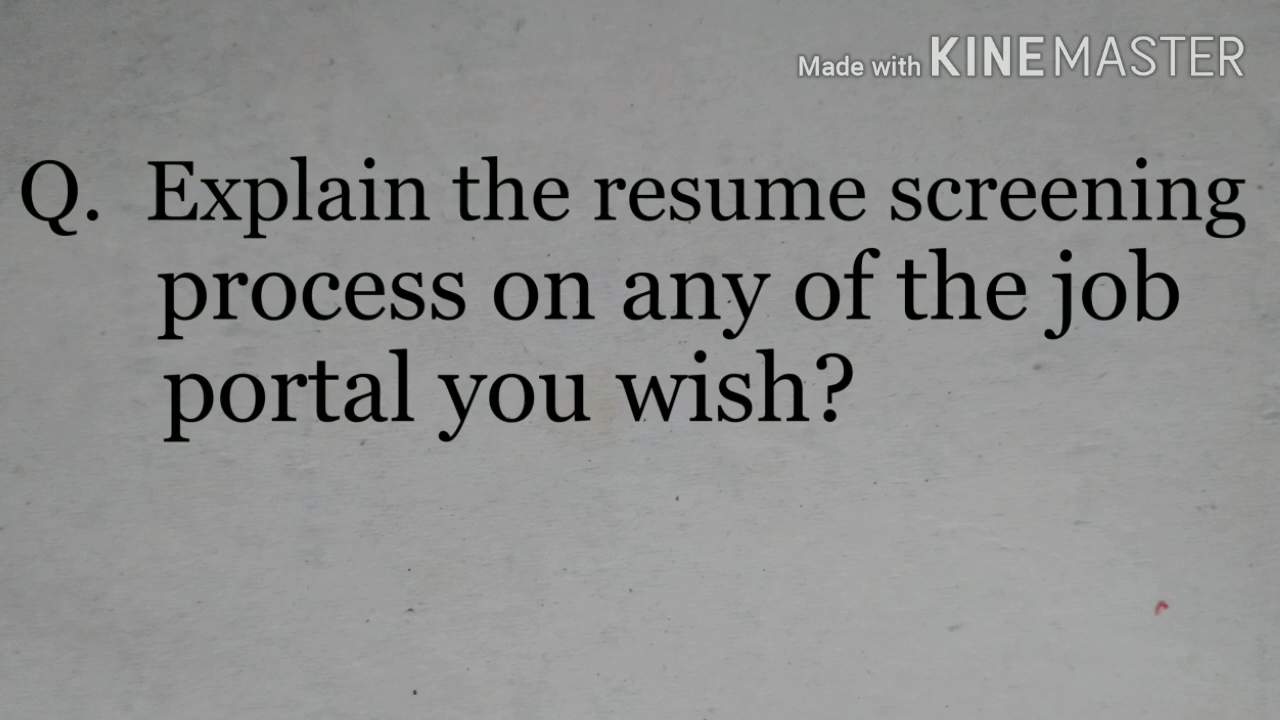 Made with KINEMASTER
Q. Explain the resume screening
process on any of the job
portal you wish?